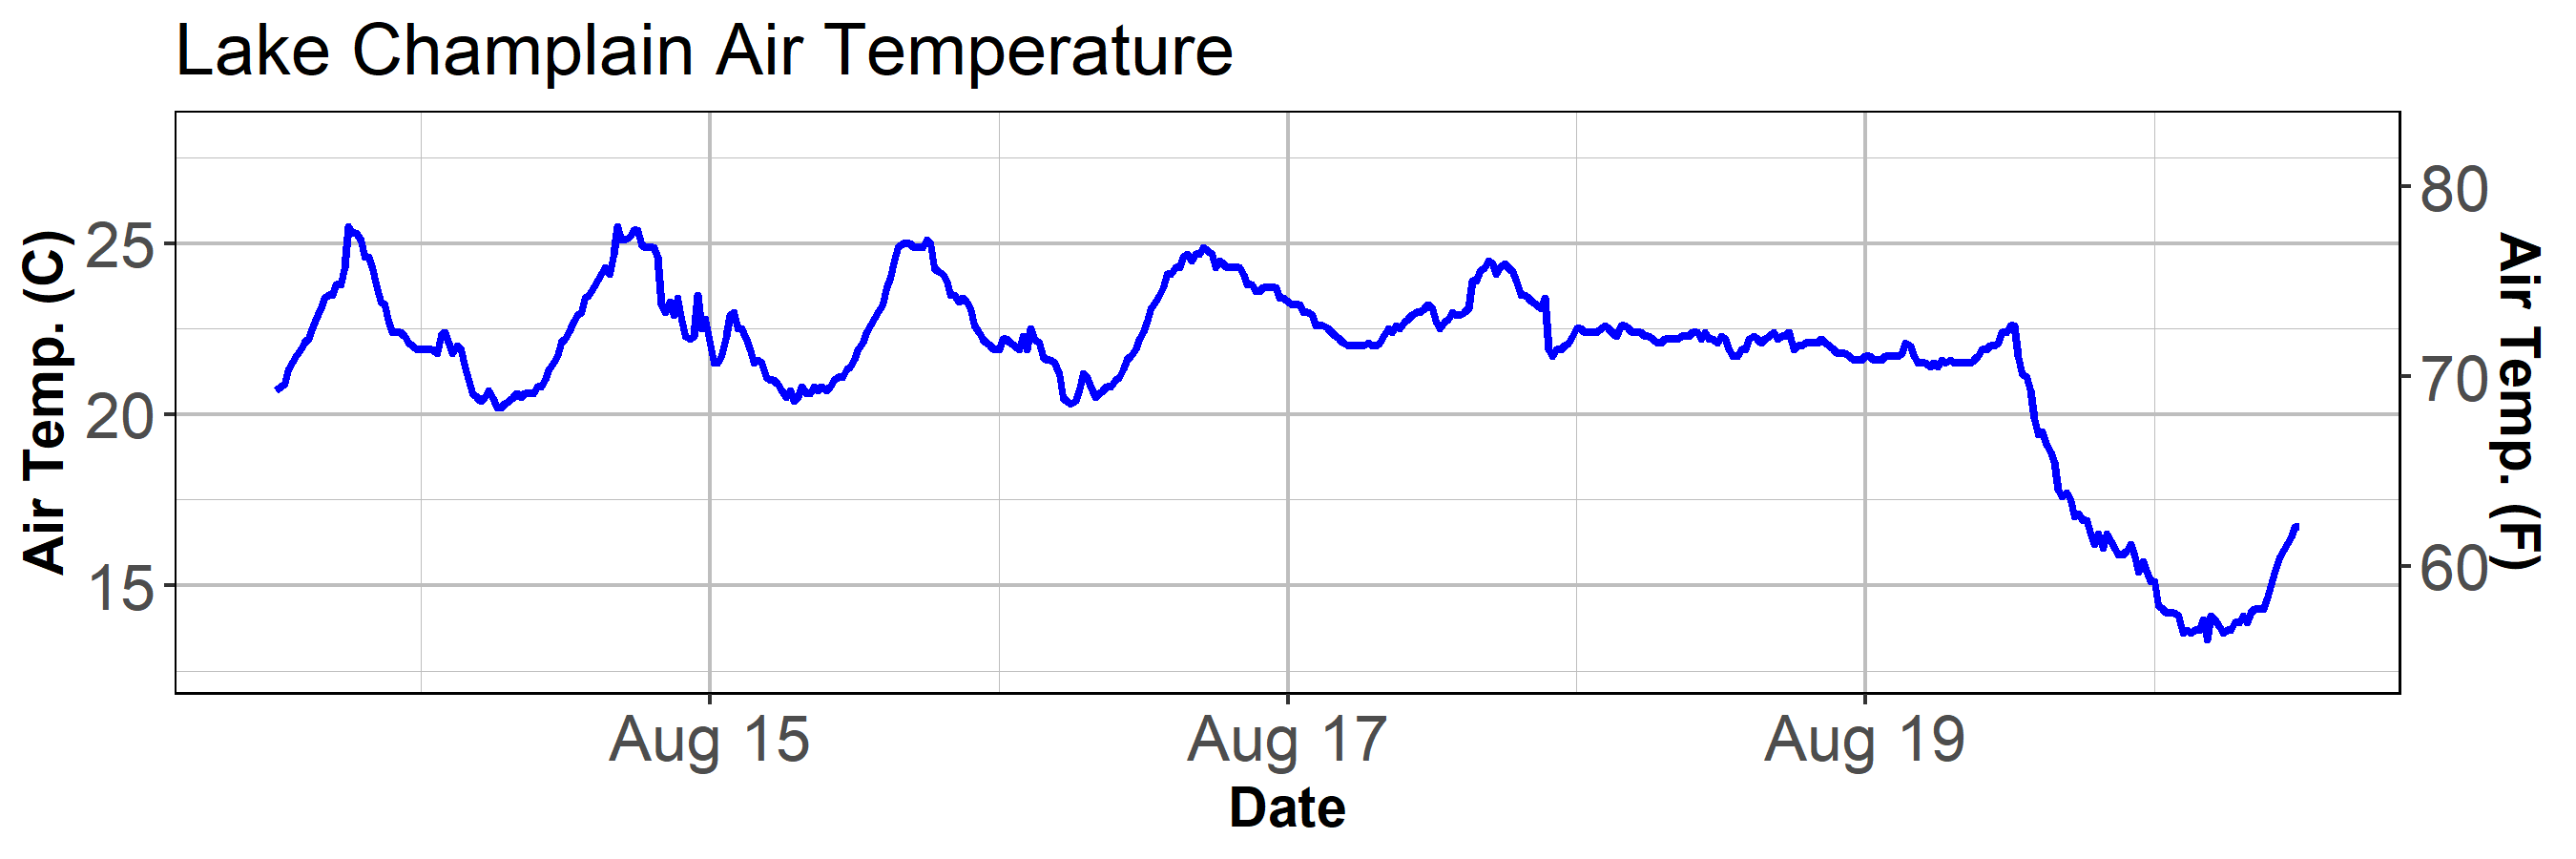 Lake Champlain Air Temperature
Air Temp. (C)
25
20
15
80
70
60
Air Temp. (F)
Aug 15
Aug 17
Aug 19
Date